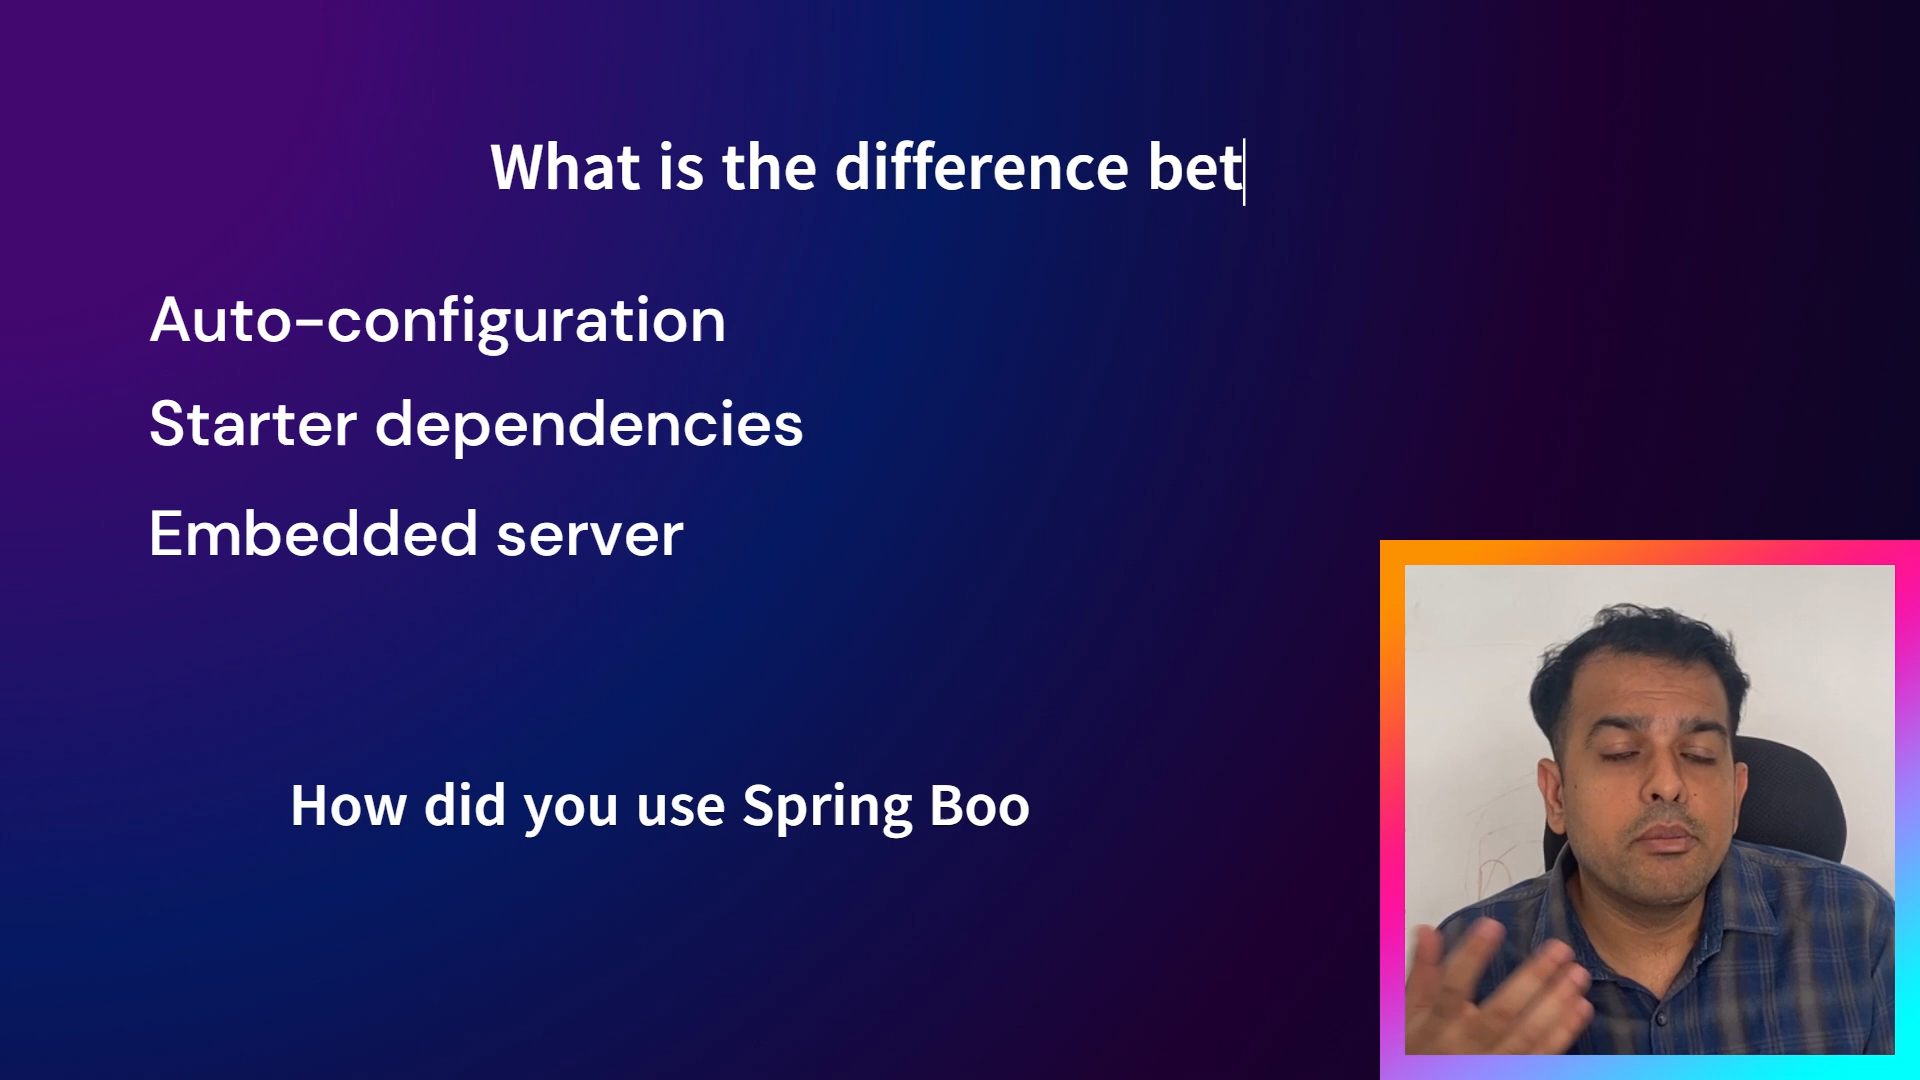 What is the difference bet
Auto-configuration
Starter dependencies
Embedded server
How did you use Spring Boo